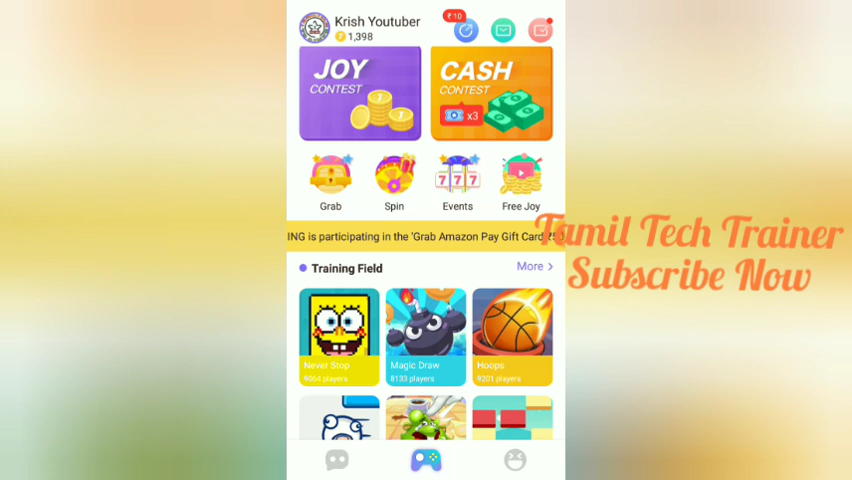 Krish Youtuber
1,398
₹ 10
JOY
CONTEST
CASH
CONTEST
x3
Grab
Spin
Events
777
Free Joy
ING is participating in the 'Grab Amazon Pay Gift Card
Tamil Tech Trainer
Subscribe Now
Training Field
More >
Never Stop
9064 players
Magic Draw
8133 players
Hoops
9201 players